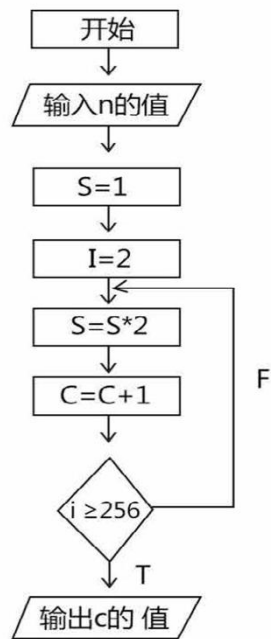 开始
输入n的值
S=1
I=2
S=S*2
C=C+1
F
i ≥256
T
输出c的 值